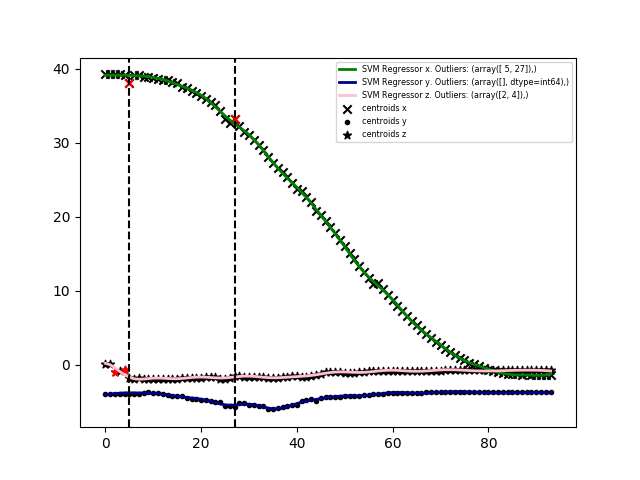 40
30
20
10
0
0
20
40
60
80
SVM Regressor x. Outliers: (array([ 5, 27]),)
SVM Regressor y. Outliers: (array([], dtype=int64),)
SVM Regressor z. Outliers: (array([2, 4]),)
centroids x
centroids y
centroids z